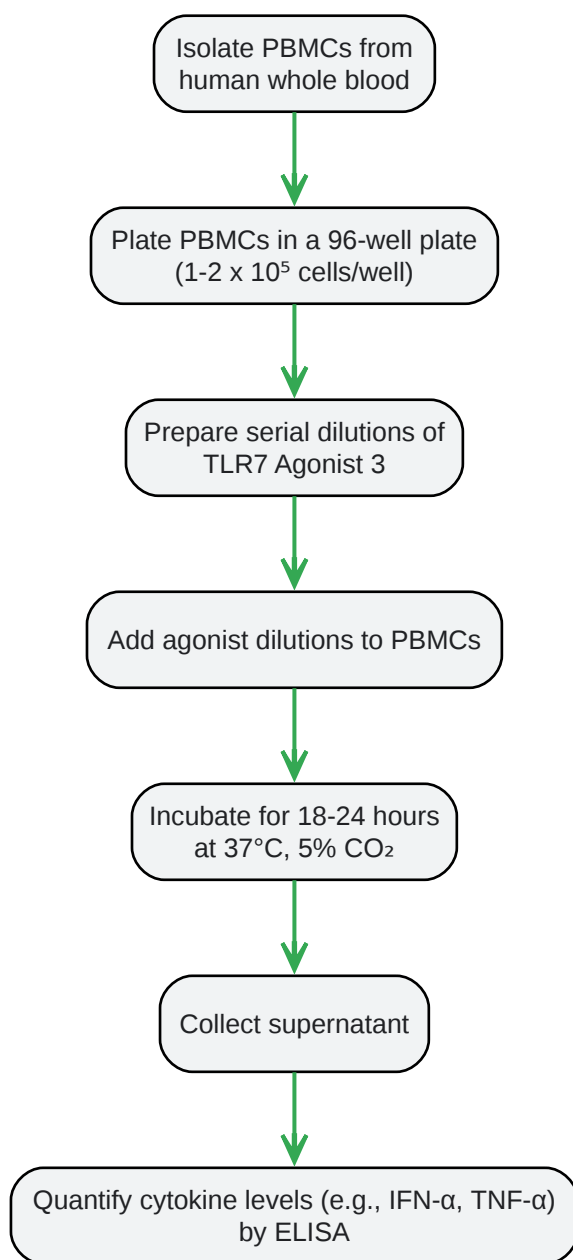 Isolate PBMCs from
human whole blood
Plate PBMCs in a 96-well plate
(1-2 x 10⁵ cells/well)
Prepare serial dilutions of
TLR7 Agonist 3
Add agonist dilutions to PBMCs
Incubate for 18-24 hours
at 37°C, 5% CO₂
Collect supernatant
Quantify cytokine levels (e.g., IFN-α, TNF-α)
by ELISA